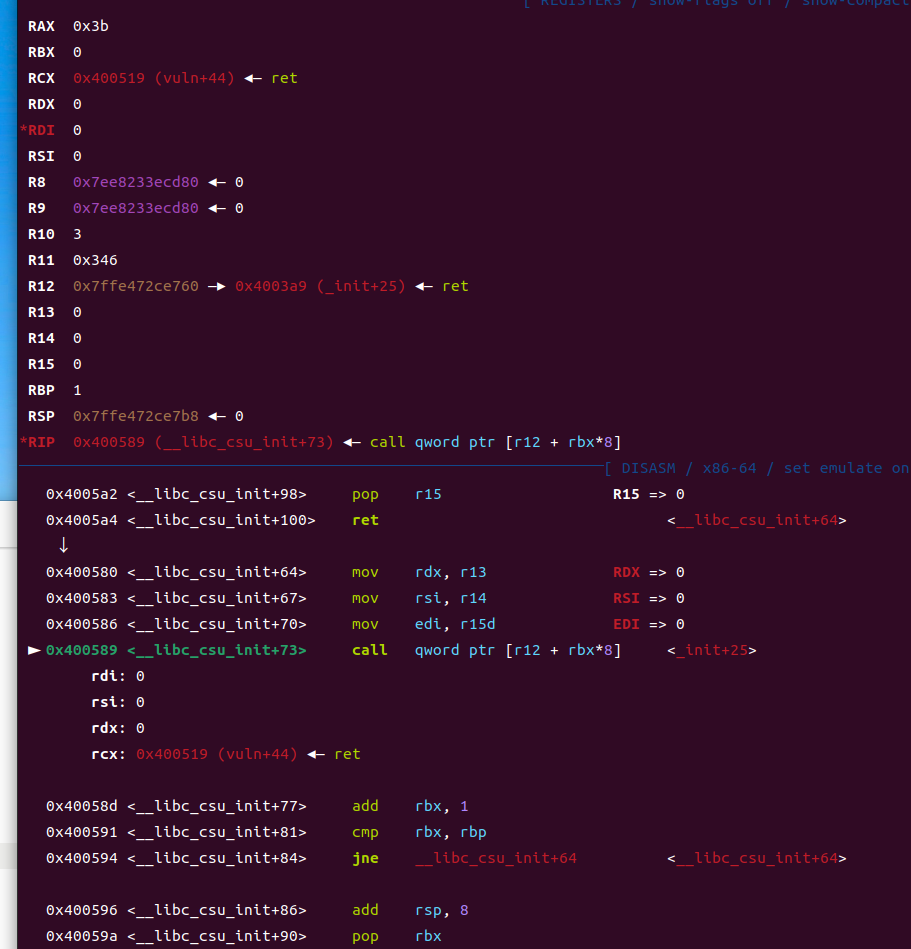 [ REGISTERS / show-flags off / show-compact
RAX 0x3b
RBX 0
RCX 0x400519 (vuln+44) ◂— ret
RDX 0
*RDI 0
RSI 0
R8 0x7ee8233ecd80 ◂— 0
R9 0x7ee8233ecd80 ◂— 0
R10 3
R11 0x346
R12 0x7ffe472ce760 —▸ 0x4003a9 (_init+25) ◂— ret
R13 0
R14 0
R15 0
RBP 1
RSP 0x7ffe472ce7b8 ◂— 0
*RIP 0x400589 (__libc_csu_init+73) ◂— call qword ptr [r12 + rbx*8]
[ DISASM / x86-64 / set emulate on
0x4005a2 <__libc_csu_init+98> pop r15 R15 => 0
0x4005a4 <__libc_csu_init+100> ret <__libc_csu_init+64>
↓
0x400580 <__libc_csu_init+64> mov rdx, r13 RDX => 0
0x400583 <__libc_csu_init+67> mov rsi, r14 RSI => 0
0x400586 <__libc_csu_init+70> mov edi, r15d EDI => 0
► 0x400589 <__libc_csu_init+73> call qword ptr [r12 + rbx*8] <_init+25>
rdi: 0
rsi: 0
rdx: 0
rcx: 0x400519 (vuln+44) ◂— ret
0x40058d <__libc_csu_init+77> add rbx, 1
0x400591 <__libc_csu_init+81> cmp rbx, rbp
0x400594 <__libc_csu_init+84> jne __libc_csu_init+64 <__libc_csu_init+64>
0x400596 <__libc_csu_init+86> add rsp, 8
0x40059a <__libc_csu_init+90> pop rbx